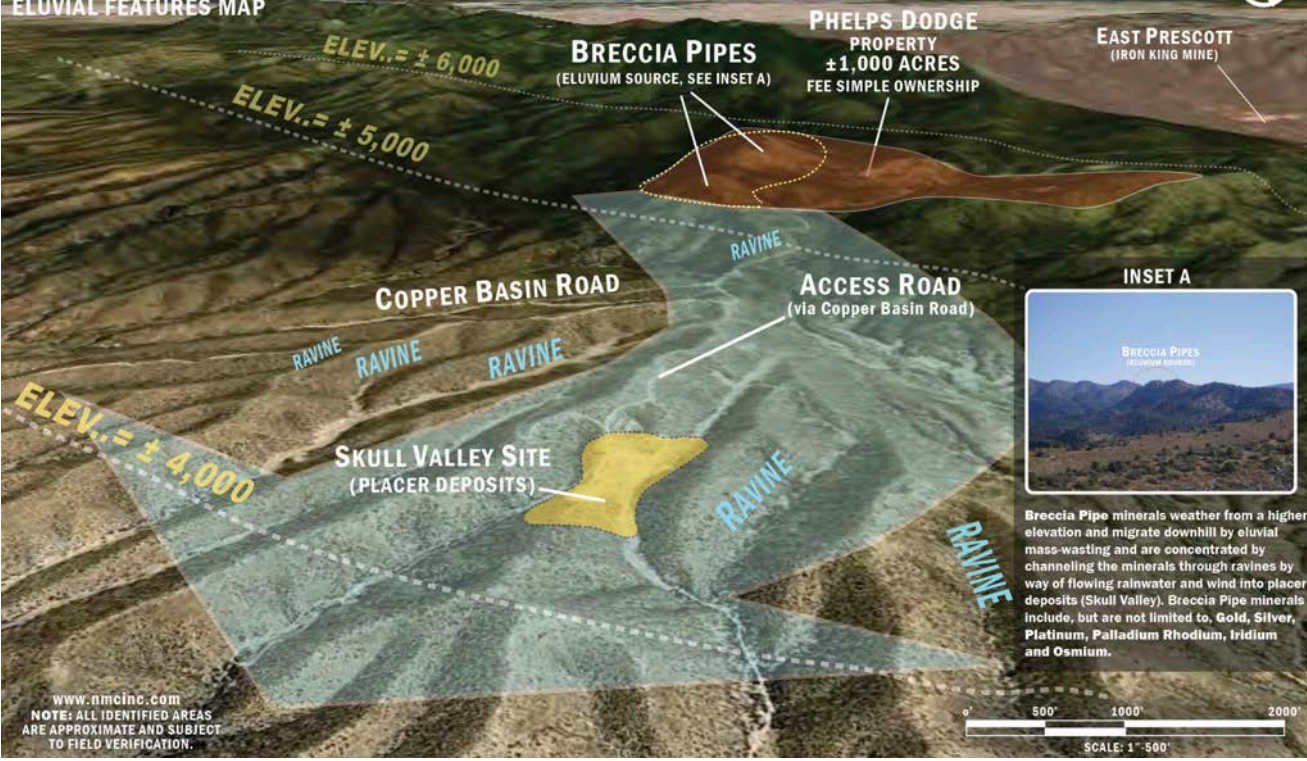 ELUVIAL FEATURES MAP
ELEV..= ± 6,000
BRECCIA PIPES
(ELUVIUM SOURCE, SEE INSET A)
PHELPS DODGE
PROPERTY
±1,000 ACRES
FEE SIMPLE OWNERSHIP
EAST PRESCOTT
(IRON KING MINE)
ELEV..= ± 5,000
RAVINE
COPPER BASIN ROAD
ACCESS ROAD
(via Copper Basin Road)
RAVINE
RAVINE
RAVINE
ELEV..= ± 4,000
SKULL VALLEY SITE
(PLACER DEPOSITS)
RAVINE
RAVINE
INSET A
BRECCIA PIPES
(ELUVIUM SOURCE)
Breccia Pipe minerals weather from a higher
elevation and migrate downhill by eluvial
mass-wasting and are concentrated by
channeling the minerals through ravines by
way of flowing rainwater and wind into placer
deposits (Skull Valley). Breccia Pipe minerals
include, but are not limited to, Gold, Silver,
Platinum, Palladium Rhodium, Iridium
and Osmium.
www.nmcinc.com
NOTE: ALL IDENTIFIED AREAS
ARE APPROXIMATE AND SUBJECT
TO FIELD VERIFICATION.
0' 500' 1000' 2000'
SCALE: 1"-500'